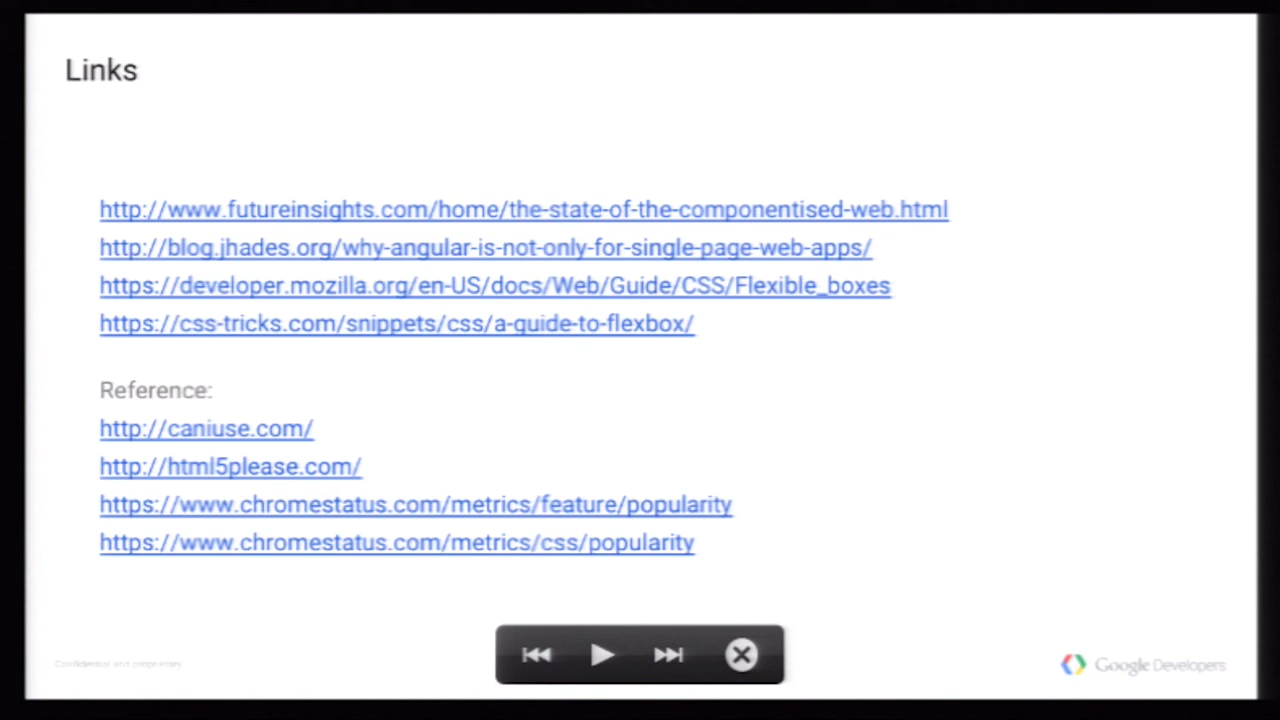 Links
http://www.futureinsights.com/home/the-state-of-the-componentised-web.html
http://blog.jhades.org/why-angular-is-not-only-for-single-page-web-apps/
https://developer.mozilla.org/en-US/docs/Web/Guide/CSS/Flexible_boxes
https://css-tricks.com/snippets/css/a-guide-to-flexbox/
Reference:
http://caniuse.com/
http://html5please.com/
https://www.chromestatus.com/metrics/feature/popularity
https://www.chromestatus.com/metrics/css/popularity
Confidential and proprietary
Google Developers